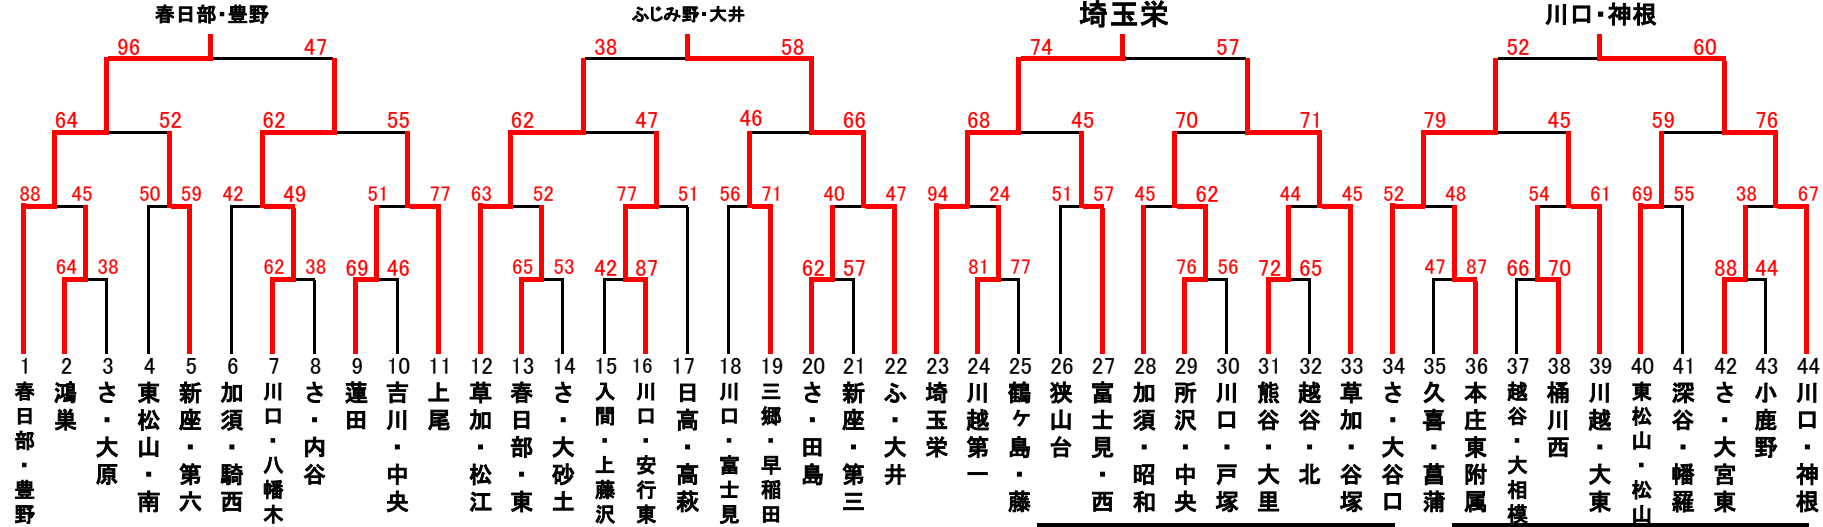 春日部・豊野 ふじみ野・大井 埼玉栄 川口・神根
96 47 38 58 74 57 52 60
64 52 62 55 62 47 46 66 68 45 70 71 79 45 59 76
88 45 50 59 42 49 51 77 63 52 77 51 56 71 40 47 94 24 51 57 45 62 44 45 52 48 54 61 69 55 38 67
64 38 62 38 69 46 65 53 42 87 62 57 81 77 76 56 72 65 47 87 66 70 88 44
1 2 3 4 5 6 7 8 9 10 11 12 13 14 15 16 17 18 19 20 21 22 23 24 25 26 27 28 29 30 31 32 33 34 35 36 37 38 39 40 41 42 43 44
春日部・豊野
鴻巣
さ・大原
東松山・南
新座・第六
加須・騎西
川口・八幡木
さ・内谷
蓮田
吉川・中央
上尾
草加・松江
春日部・東
さ・大砂土
入間・上藤沢
川口・安行東
日高・高萩
川口・富士見
三郷・早稲田
さ・田島
新座・第三
ふ・大井
埼玉栄
川越第一
鶴ヶ島・藤
狭山台
富士見・西
加須・昭和
所沢・中央
川口・戸塚
熊谷・大里
越谷・北
草加・谷塚
さ・大谷口
久喜・菖蒲
本庄東附属
越谷・大相模
桶川西
川越・大東
東松山・松山
深谷・幡羅
さ・大宮東
小鹿野
川口・神根